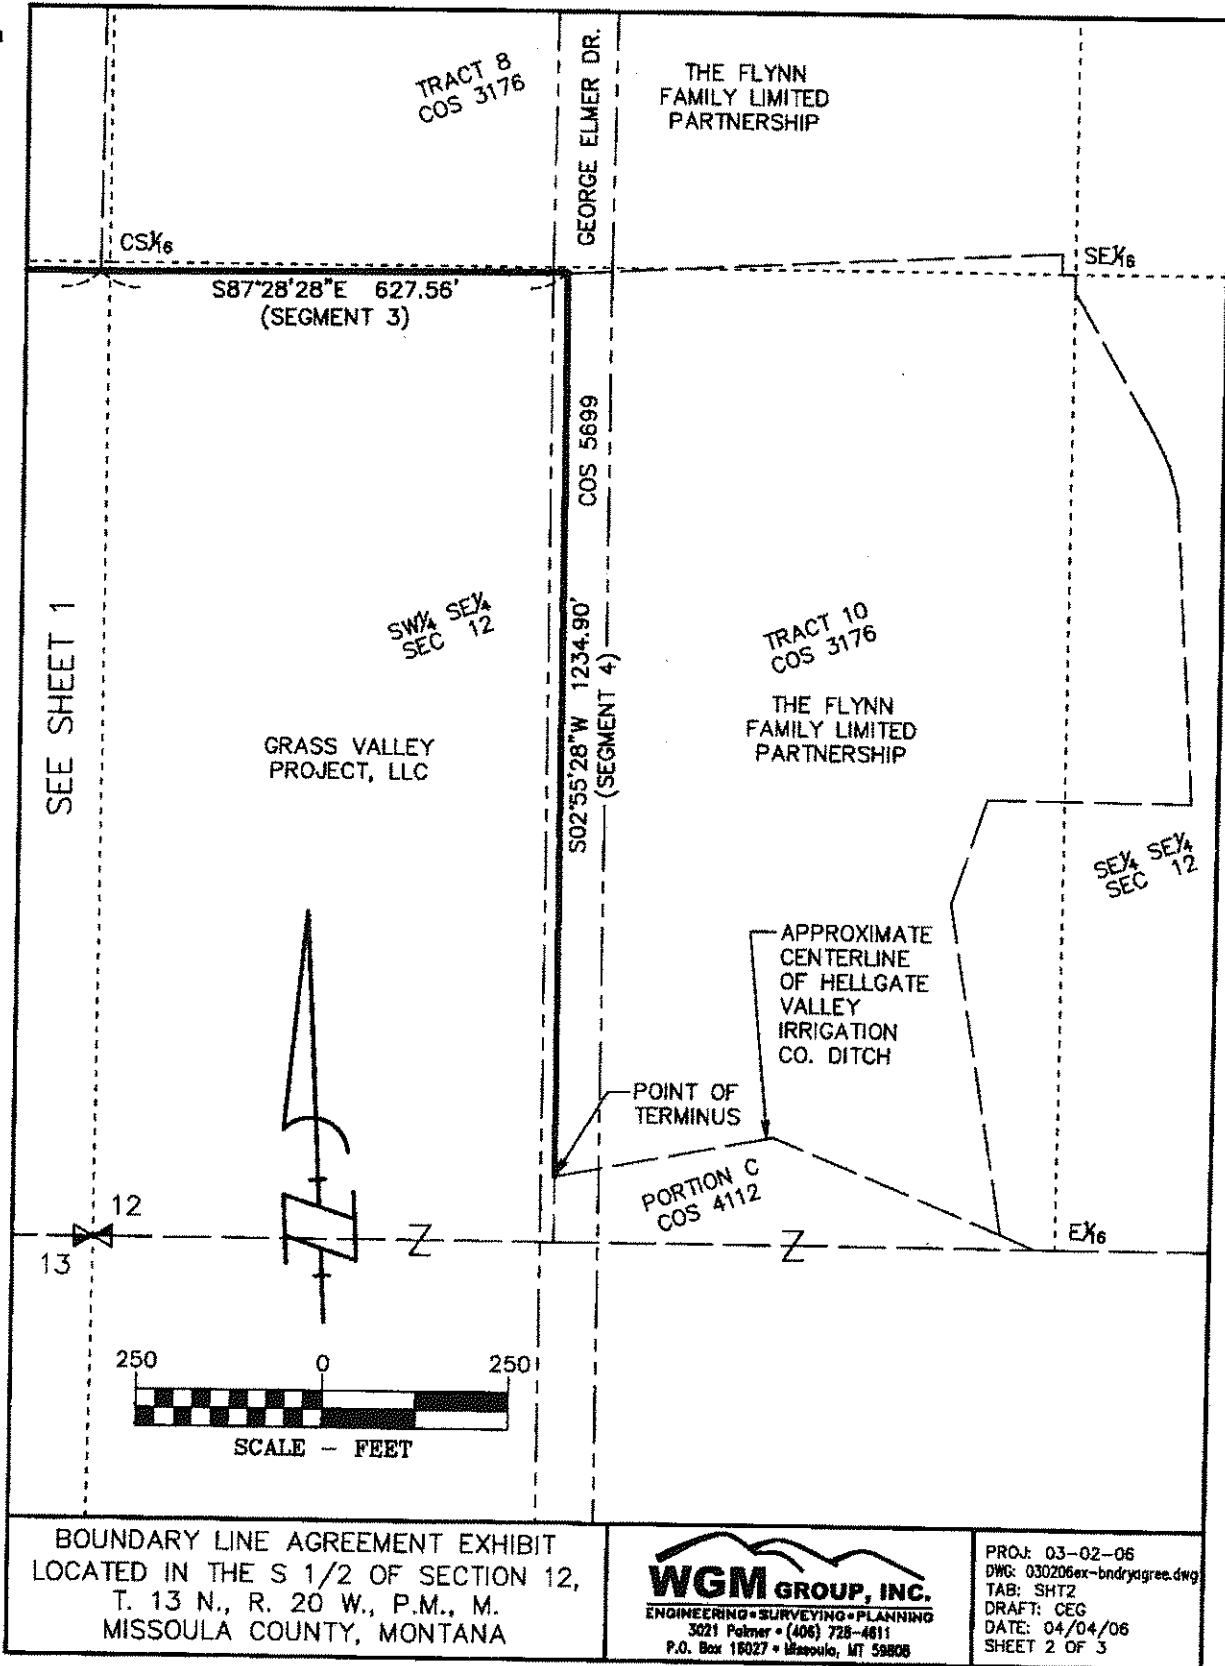 TRACT 8
COS 3176
GEORGE ELMER DR.
THE FLYNN
FAMILY LIMITED
PARTNERSHIP
CS1/16
SE1/16
S87°28'28"E 627.56'
(SEGMENT 3)
COS 5699
SEE SHEET 1
SW1/4 SE1/4
SEC 12
S02°55'28"W 1234.90'
(SEGMENT 4)
TRACT 10
COS 3176
THE FLYNN
FAMILY LIMITED
PARTNERSHIP
GRASS VALLEY
PROJECT, LLC
SE1/4 SE1/4
SEC 12
APPROXIMATE
CENTERLINE
OF HELLGATE
VALLEY
IRRIGATION
CO. DITCH
POINT OF
TERMINUS
PORTION C
COS 4112
12
13
Z
Z
E1/16
250 0 250
SCALE - FEET
BOUNDARY LINE AGREEMENT EXHIBIT
LOCATED IN THE S 1/2 OF SECTION 12,
T. 13 N., R. 20 W., P.M., M.
MISSOULA COUNTY, MONTANA
WGM GROUP, INC.
ENGINEERING•SURVEYING•PLANNING
3021 Palmer • (406) 728-4611
P.O. Box 16027 • Missoula, MT 59808
PROJ: 03-02-06
DWG: 030206ex-bndryagree.dwg
TAB: SHT2
DRAFT: CEG
DATE: 04/04/06
SHEET 2 OF 3